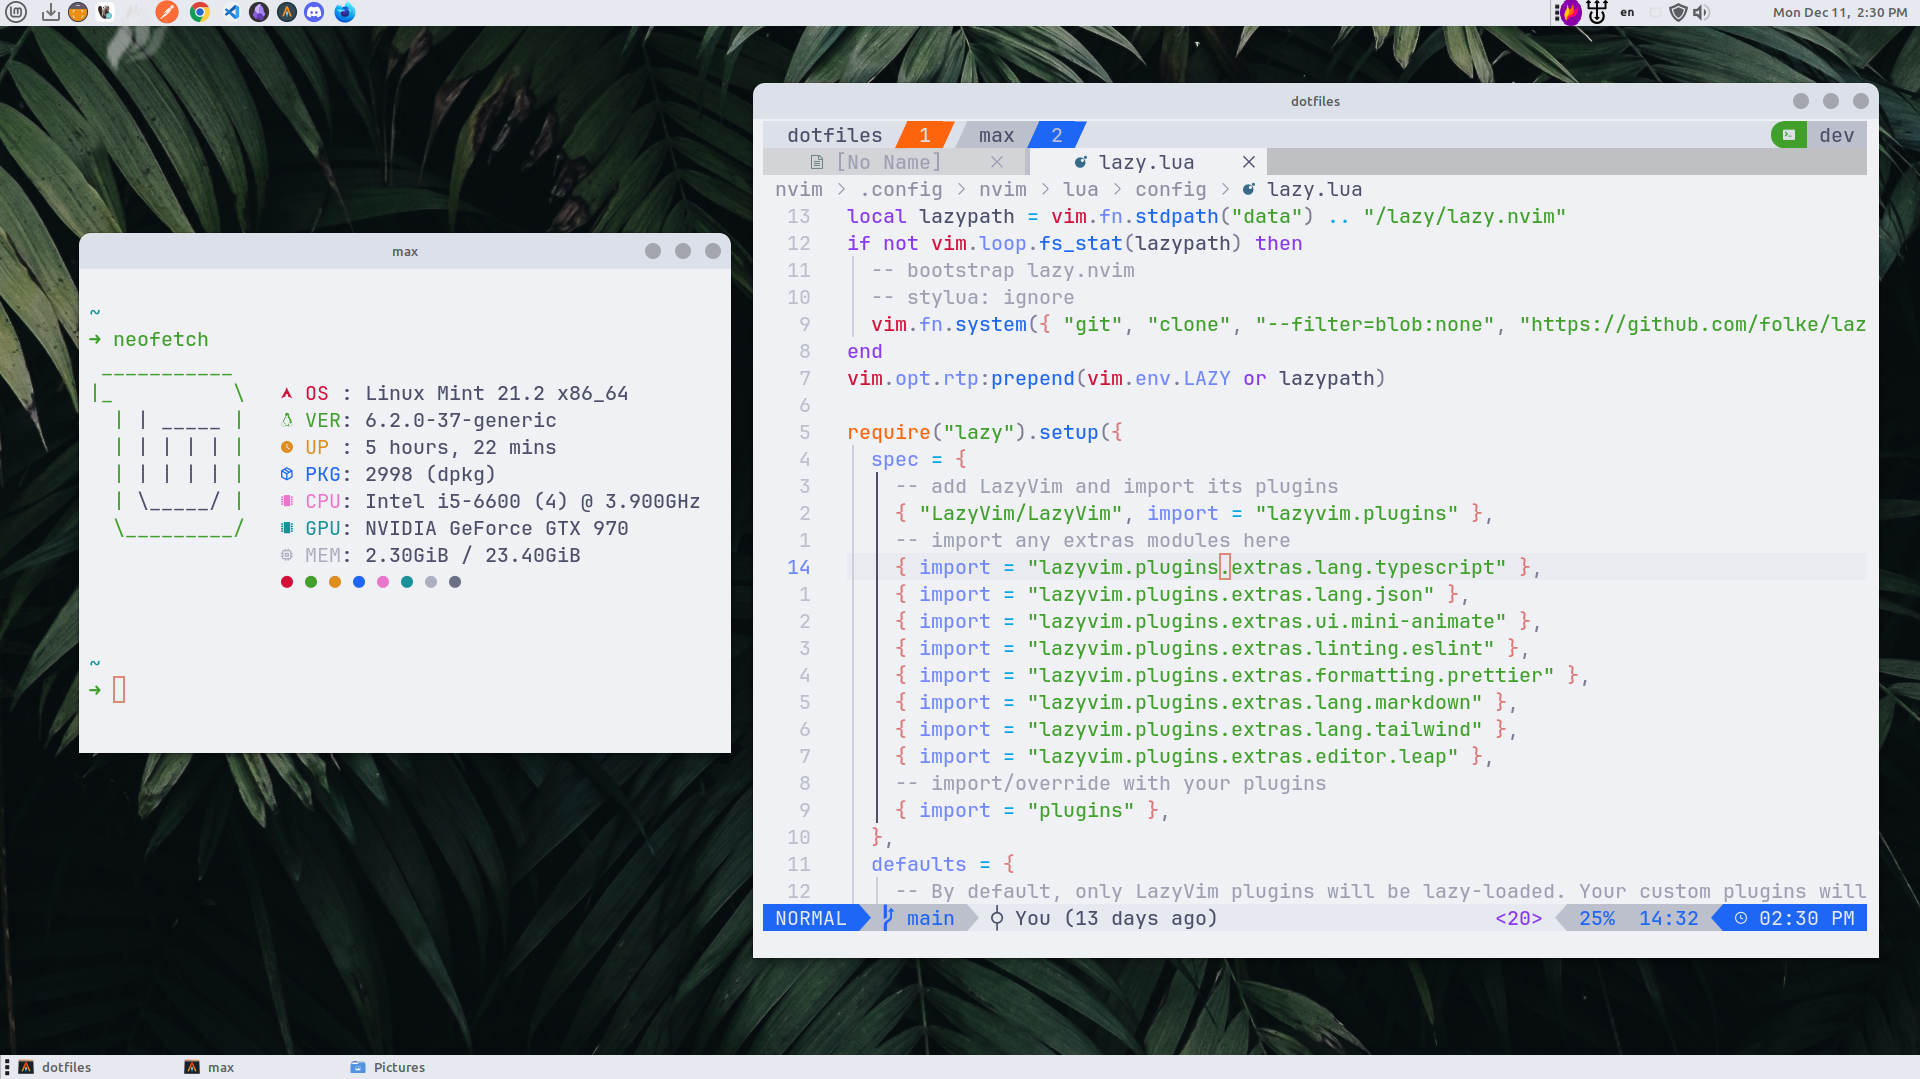 en
Mon Dec 11, 2:30 PM
max
~
➜ neofetch
OS : Linux Mint 21.2 x86_64
VER: 6.2.0-37-generic
UP : 5 hours, 22 mins
PKG: 2998 (dpkg)
CPU: Intel i5-6600 (4) @ 3.900GHz
GPU: NVIDIA GeForce GTX 970
MEM: 2.30GiB / 23.40GiB
~
➜
dotfiles
dotfiles 1 max 2 dev
[No Name] × lazy.lua ×
nvim > .config > nvim > lua > config > lazy.lua
13 local lazypath = vim.fn.stdpath("data") .. "/lazy/lazy.nvim"
12 if not vim.loop.fs_stat(lazypath) then
11 -- bootstrap lazy.nvim
10 -- stylua: ignore
9 vim.fn.system({ "git", "clone", "--filter=blob:none", "https://github.com/folke/laz
8 end
7 vim.opt.rtp:prepend(vim.env.LAZY or lazypath)
6
5 require("lazy").setup({
4 spec = {
3 -- add LazyVim and import its plugins
2 { "LazyVim/LazyVim", import = "lazyvim.plugins" },
1 -- import any extras modules here
14 { import = "lazyvim.plugins.extras.lang.typescript" },
1 { import = "lazyvim.plugins.extras.lang.json" },
2 { import = "lazyvim.plugins.extras.ui.mini-animate" },
3 { import = "lazyvim.plugins.extras.linting.eslint" },
4 { import = "lazyvim.plugins.extras.formatting.prettier" },
5 { import = "lazyvim.plugins.extras.lang.markdown" },
6 { import = "lazyvim.plugins.extras.lang.tailwind" },
7 { import = "lazyvim.plugins.extras.editor.leap" },
8 -- import/override with your plugins
9 { import = "plugins" },
10 },
11 defaults = {
12 -- By default, only LazyVim plugins will be lazy-loaded. Your custom plugins will
NORMAL main You (13 days ago) <20> 25% 14:32 02:30 PM
dotfiles
max
Pictures